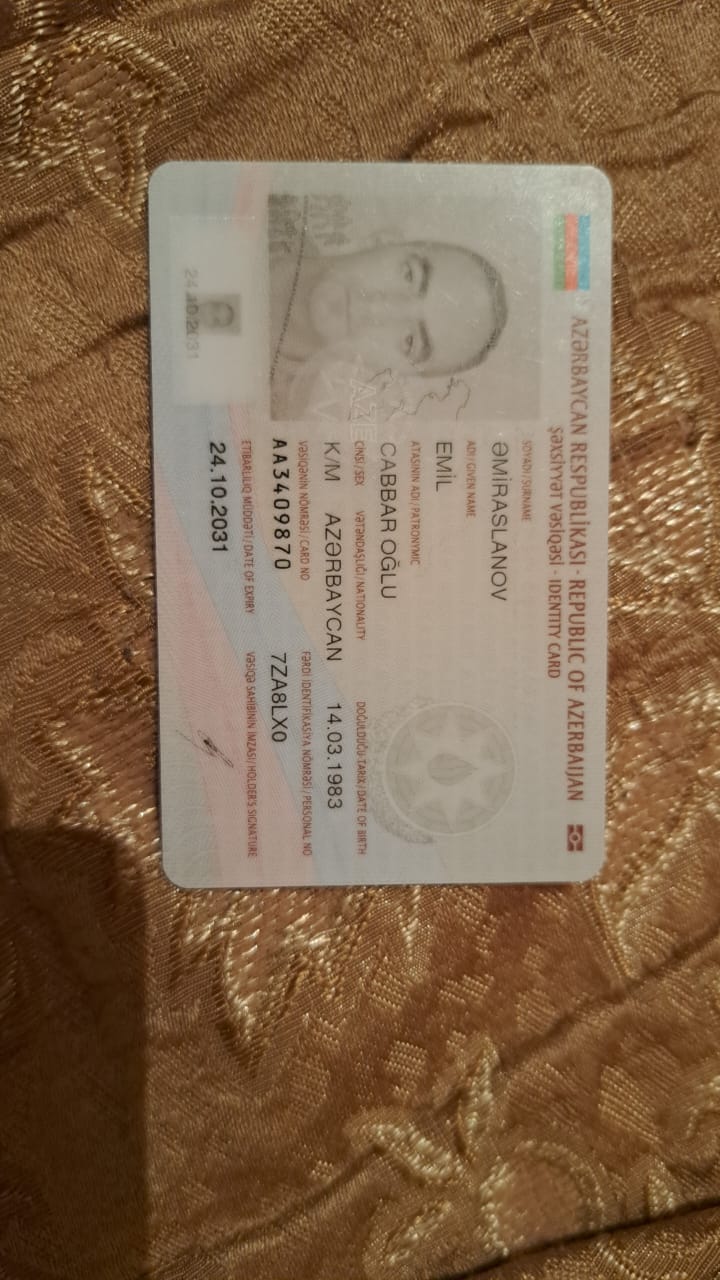 AZƏRBAYCAN RESPUBLİKASI - REPUBLIC OF AZERBAIJAN
ŞƏXSİYYƏT VƏSİQƏSİ - IDENTITY CARD
SOYADI / SURNAME
ƏMİRASLANOV
ADI / GIVEN NAME
EMİL
ATASININ ADI / PATRONYMIC
CABBAR OĞLU
CİNSİ / SEX VƏTƏNDAŞLIĞI / NATIONALITY DOĞULDUĞU TARİX / DATE OF BIRTH
K/M AZƏRBAYCAN 14.03.1983
VƏSİQƏNİN NÖMRƏSİ / CARD NO FƏRDİ İDENTİFİKASİYA NÖMRƏSİ / PERSONAL NO
AA3409870 7ZA8LX0
ETİBARLILIQ MÜDDƏTİ / DATE OF EXPIRY VƏSİQƏ SAHİBİNİN İMZASI / HOLDER'S SIGNATURE
24.10.2031
AZE
24.10.2031